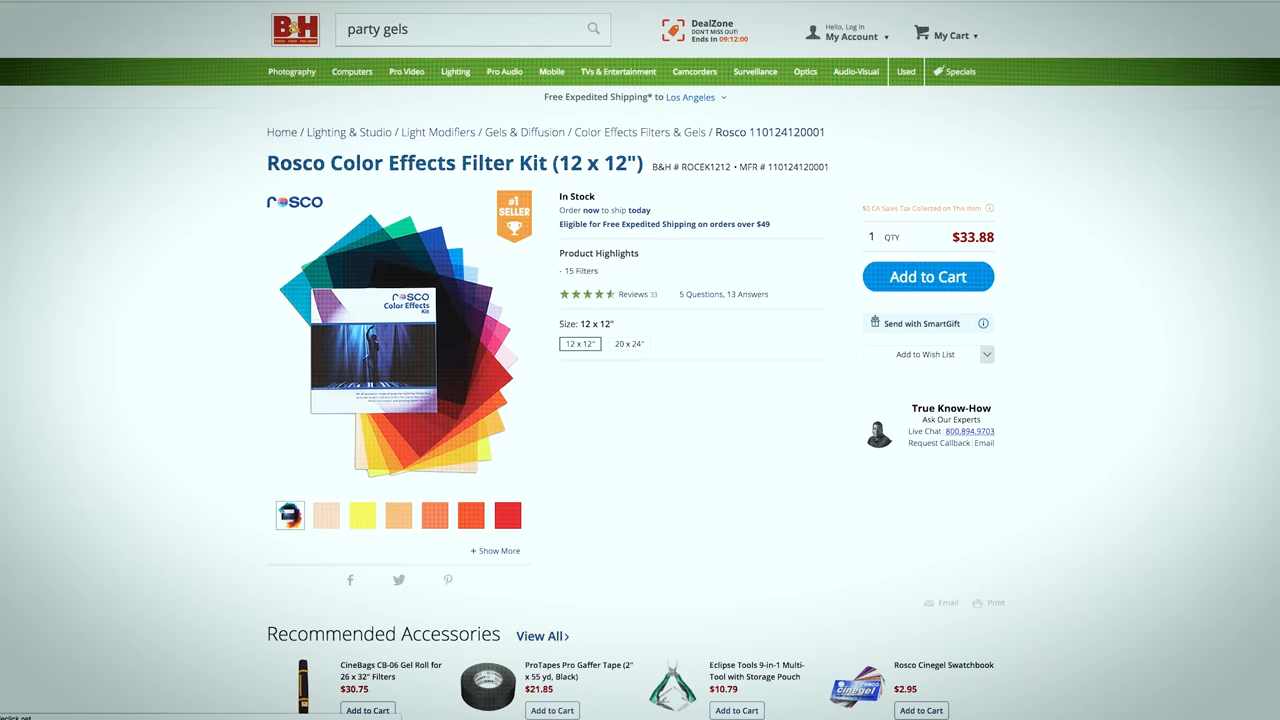 B&H
PHOTO · VIDEO · PRO AUDIO
party gels
DealZone
DON'T MISS OUT!
Ends In 09:12:00
Hello, Log In
My Account
My Cart
Photography
Computers
Pro Video
Lighting
Pro Audio
Mobile
TVs & Entertainment
Camcorders
Surveillance
Optics
Audio-Visual
Used
Specials
Free Expedited Shipping* to Los Angeles
Home / Lighting & Studio / Light Modifiers / Gels & Diffusion / Color Effects Filters & Gels / Rosco 110124120001
Rosco Color Effects Filter Kit (12 x 12") B&H # ROCEK1212 • MFR # 110124120001
rosco
#1
SELLER
rosco
Color Effects
Kit
In Stock
Order now to ship today
Eligible for Free Expedited Shipping on orders over $49
Product Highlights
- 15 Filters
Reviews 33
5 Questions, 13 Answers
Size: 12 x 12"
12 x 12"
20 x 24"
$0 CA Sales Tax Collected on This Item
1 QTY
$33.88
Add to Cart
Send with SmartGift
Add to Wish List
True Know-How
Ask Our Experts
Live Chat 800.894.9703
Request Callback Email
+ Show More
Email
Print
Recommended Accessories
View All›
CineBags CB-06 Gel Roll for
26 x 32" Filters
$30.75
Add to Cart
ProTapes Pro Gaffer Tape (2"
x 55 yd, Black)
$21.85
Add to Cart
Eclipse Tools 9-in-1 Multi-
Tool with Storage Pouch
$10.79
Add to Cart
ROSCO
cinegel
Rosco Cinegel Swatchbook
$2.95
Add to Cart